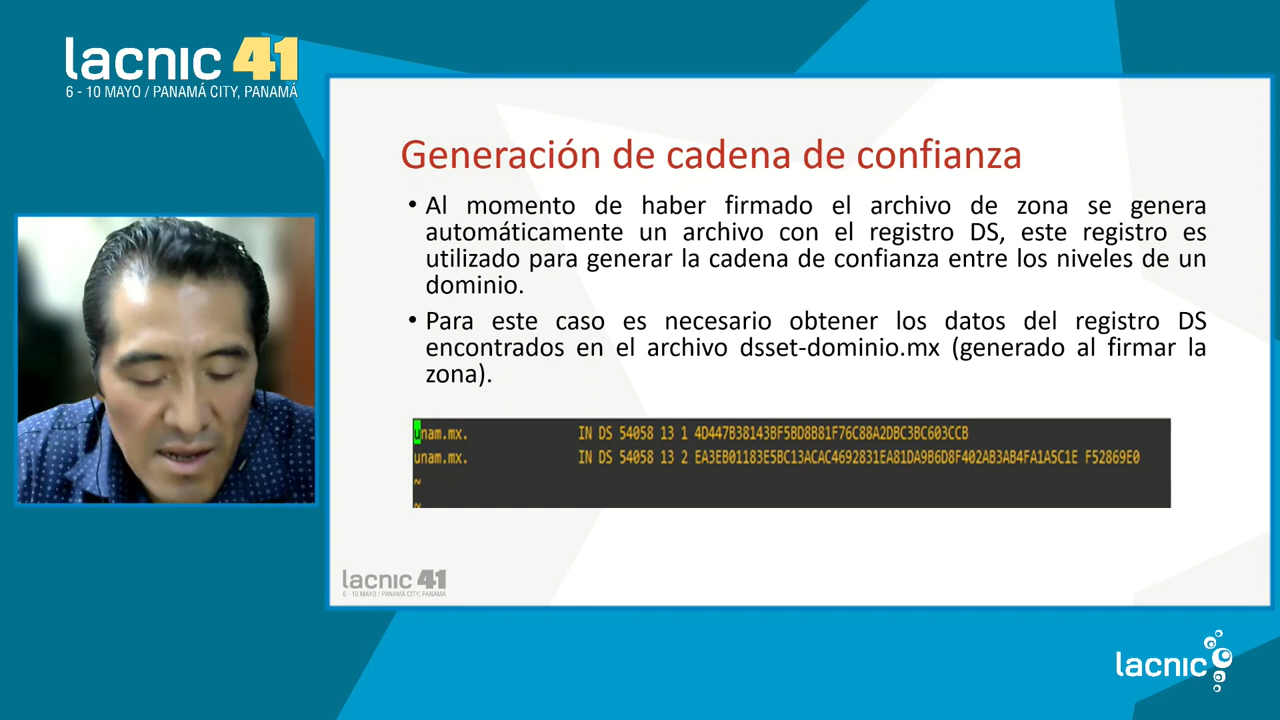 lacnic 41
6 - 10 MAYO / PANAMÁ CITY, PANAMÁ
Generación de cadena de confianza
• Al momento de haber firmado el archivo de zona se genera
automáticamente un archivo con el registro DS, este registro es
utilizado para generar la cadena de confianza entre los niveles de un
dominio.
• Para este caso es necesario obtener los datos del registro DS
encontrados en el archivo dsset-dominio.mx (generado al firmar la
zona).
unam.mx. IN DS 54058 13 1 4D447B38143BF5BD8B81F76C88A2DBC3BC603CCB
unam.mx. IN DS 54058 13 2 EA3EB01183E5BC13ACAC4692831EA81DA9B6D8F402AB3AB4FA1A5C1E F52869E0
~
~
lacnic 41
6 - 10 MAYO / PANAMÁ CITY, PANAMÁ
lacnic